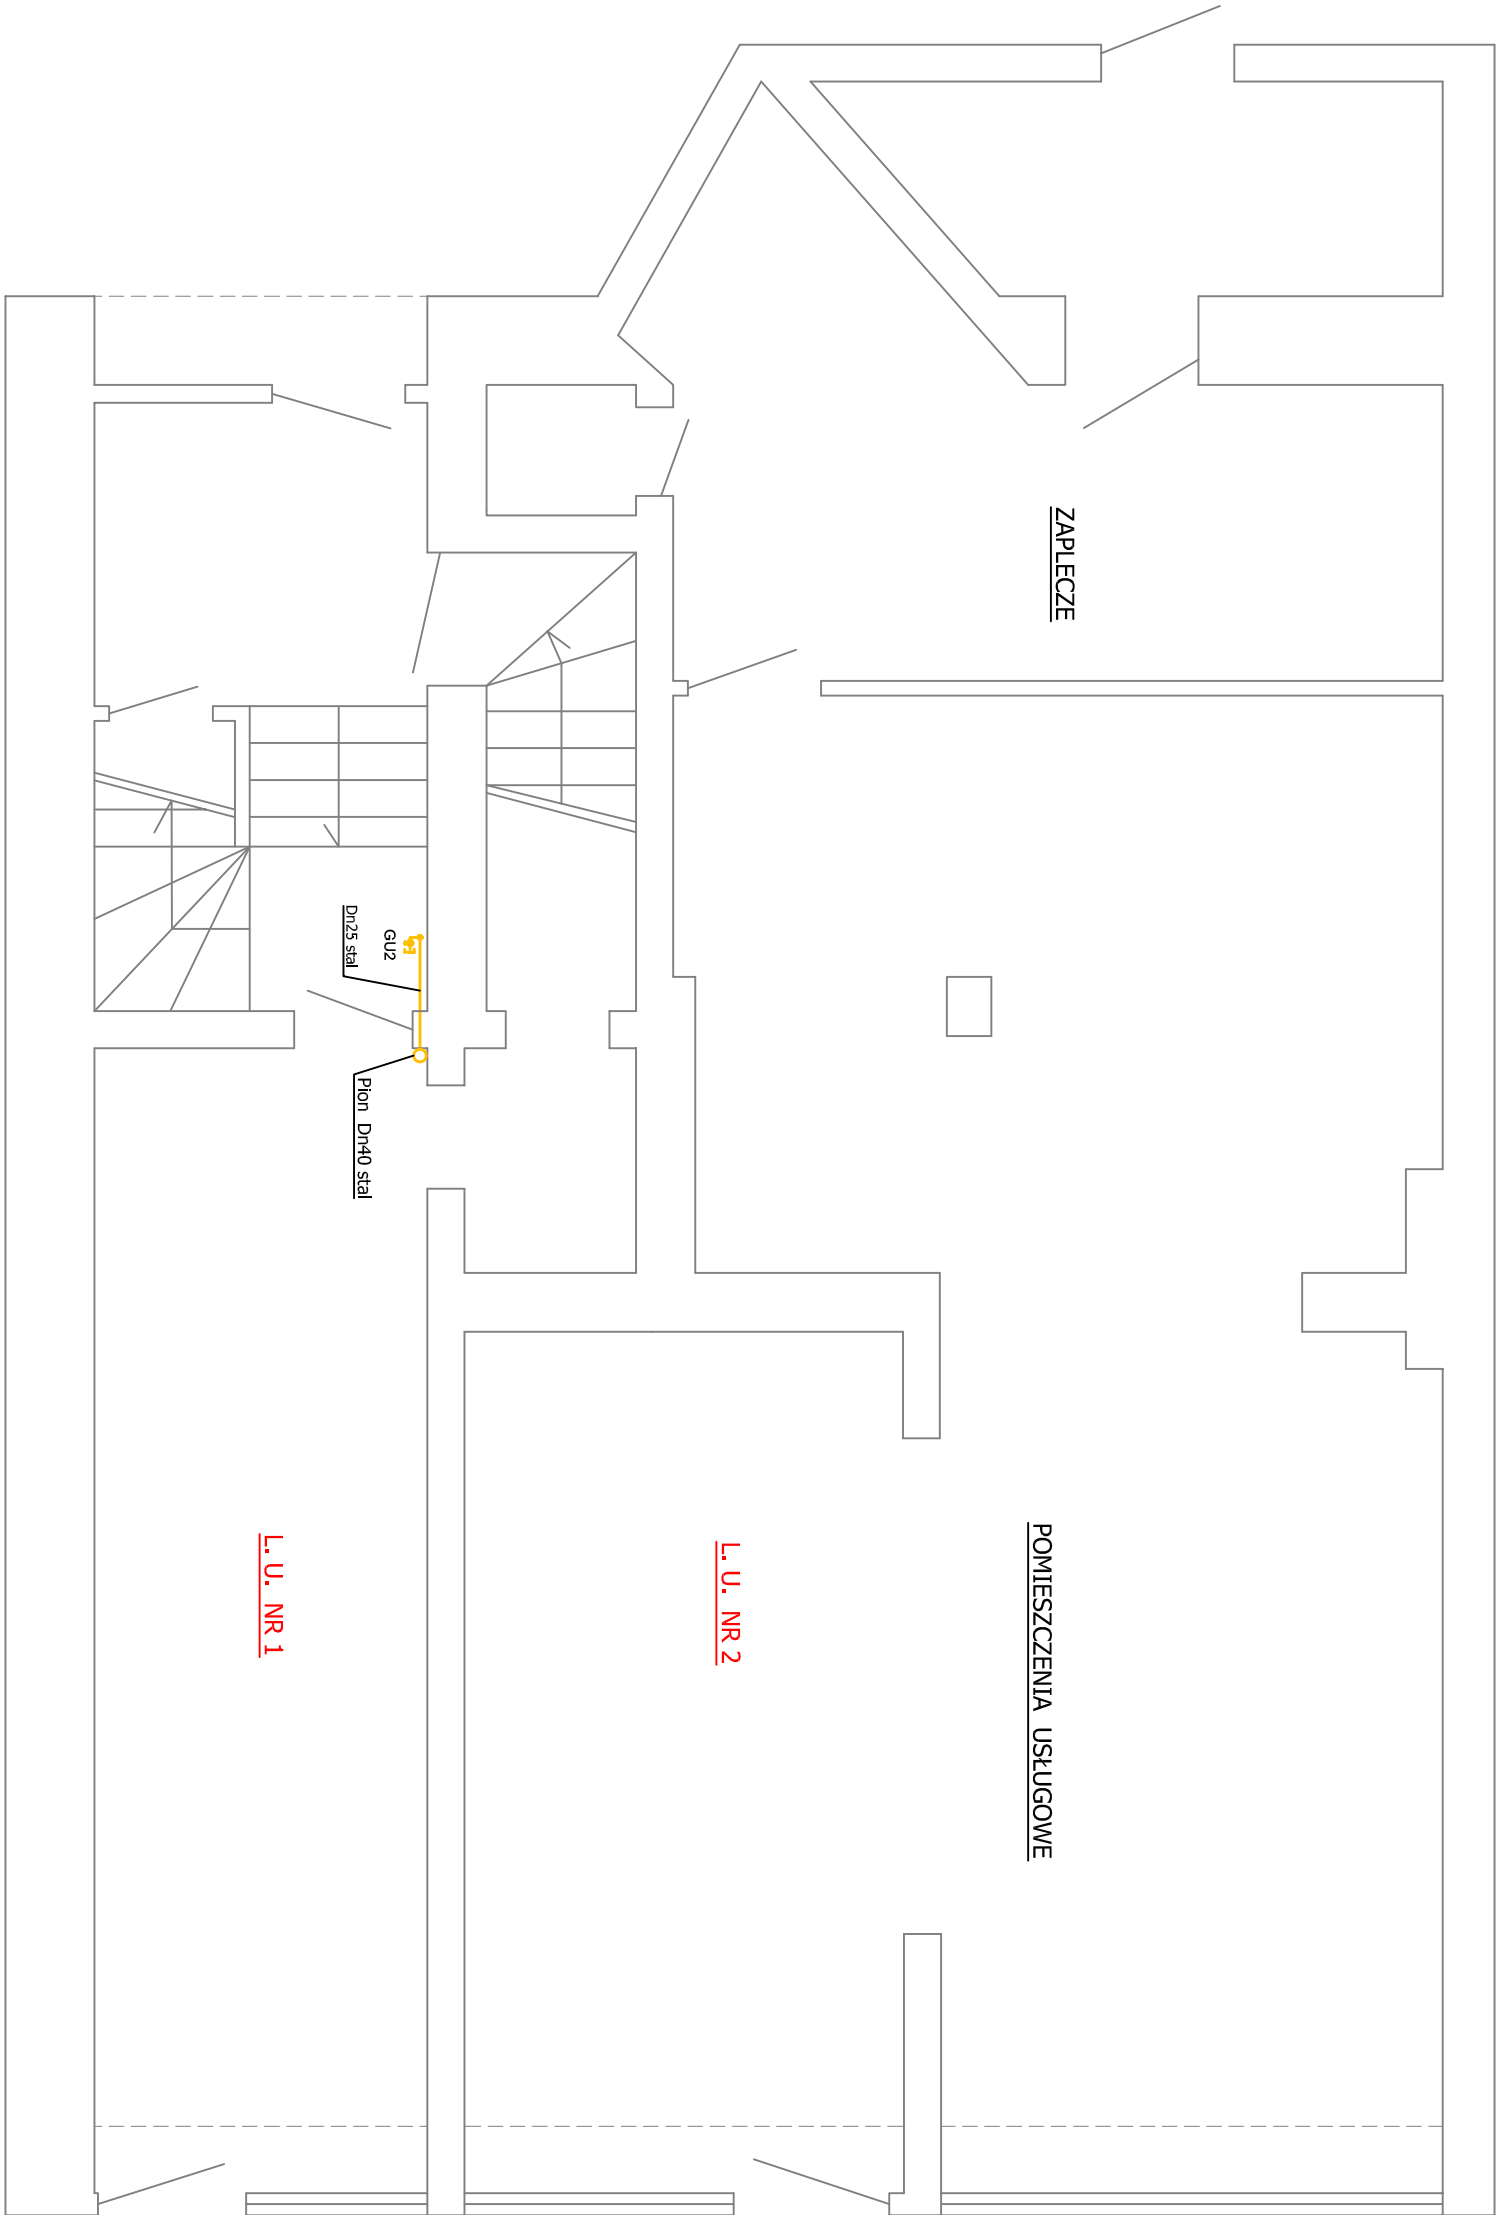 ZAPLECZE
GU2
Dn25 stal
Pion Dn40 stal
POMIESZCZENIA USŁUGOWE
L. U. NR 2
L. U. NR 1